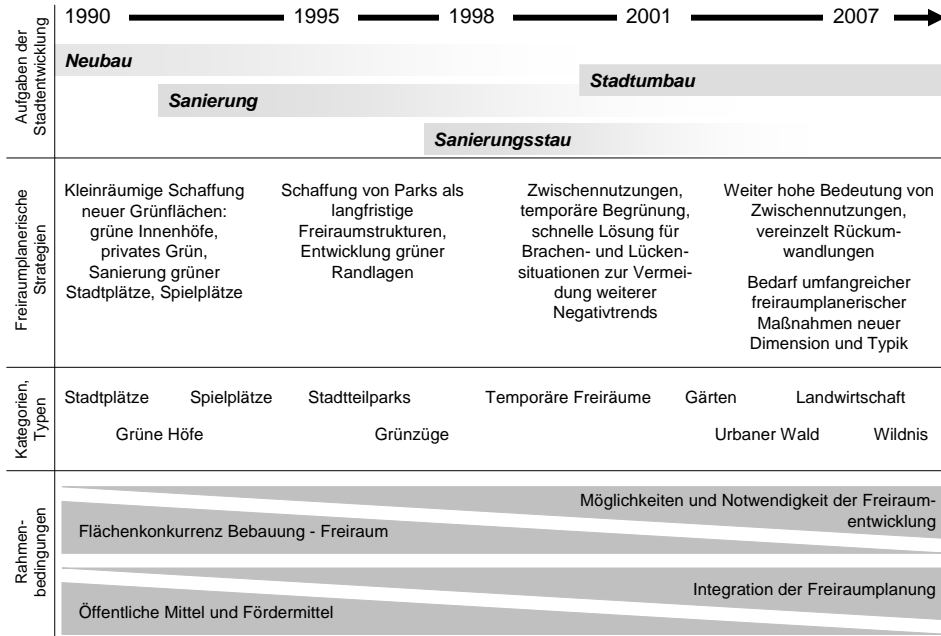 1990 1995 1998 2001 2007
Aufgaben der
Stadtentwicklung
Neubau
Stadtumbau
Sanierung
Sanierungsstau
Freiraumplanerische
Strategien
Kleinräumige Schaffung
neuer Grünflächen:
grüne Innenhöfe,
privates Grün,
Sanierung grüner
Stadtplätze, Spielplätze
Schaffung von Parks als
langfristige
Freiraumstrukturen,
Entwicklung grüner
Randlagen
Zwischennutzungen,
temporäre Begrünung,
schnelle Lösung für
Brachen- und Lücken-
situationen zur Vermei-
dung weiterer
Negativtrends
Weiter hohe Bedeutung von
Zwischennutzungen,
vereinzelt Rückum-
wandlungen
Bedarf umfangreicher
freiraumplanerischer
Maßnahmen neuer
Dimension und Typik
Kategorien,
Typen
Stadtplätze Spielplätze Stadtteilparks Temporäre Freiräume Gärten Landwirtschaft
Grüne Höfe Grünzüge Urbaner Wald Wildnis
Rahmen-
bedingungen
Möglichkeiten und Notwendigkeit der Freiraum-
entwicklung
Flächenkonkurrenz Bebauung - Freiraum
Integration der Freiraumplanung
Öffentliche Mittel und Fördermittel